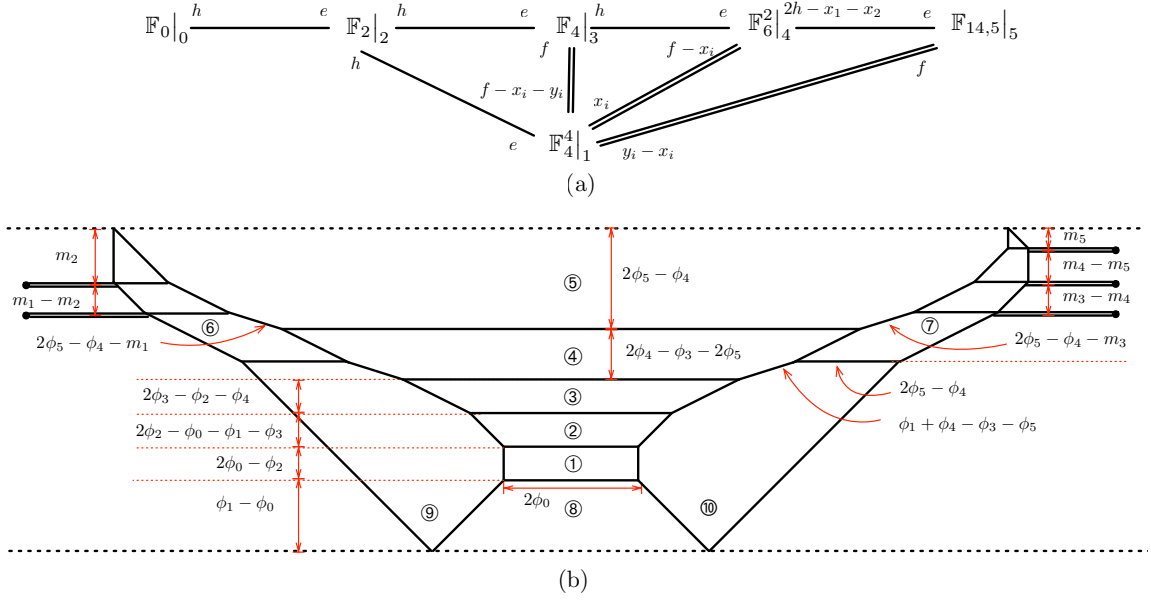 𝔽₀|₀ h e 𝔽₂|₂ h e 𝔽₄|₃ h e 𝔽₆²|₄ 2h − x₁ − x₂ e 𝔽₁₄,₅|₅
h f f − xᵢ f
f − xᵢ − yᵢ xᵢ
e 𝔽₄⁴|₁ yᵢ − xᵢ
(a)
m₂ m₅
2ϕ₅ − ϕ₄ m₄ − m₅
⑤
m₁ − m₂ m₃ − m₄
⑥ ⑦
2ϕ₅ − ϕ₄ − m₁ ④ 2ϕ₄ − ϕ₃ − 2ϕ₅ 2ϕ₅ − ϕ₄ − m₃
2ϕ₃ − ϕ₂ − ϕ₄ ③ 2ϕ₅ − ϕ₄
2ϕ₂ − ϕ₀ − ϕ₁ − ϕ₃ ② ϕ₁ + ϕ₄ − ϕ₃ − ϕ₅
2ϕ₀ − ϕ₂ ①
ϕ₁ − ϕ₀ 2ϕ₀
⑨ ⑧ ⑩
(b)